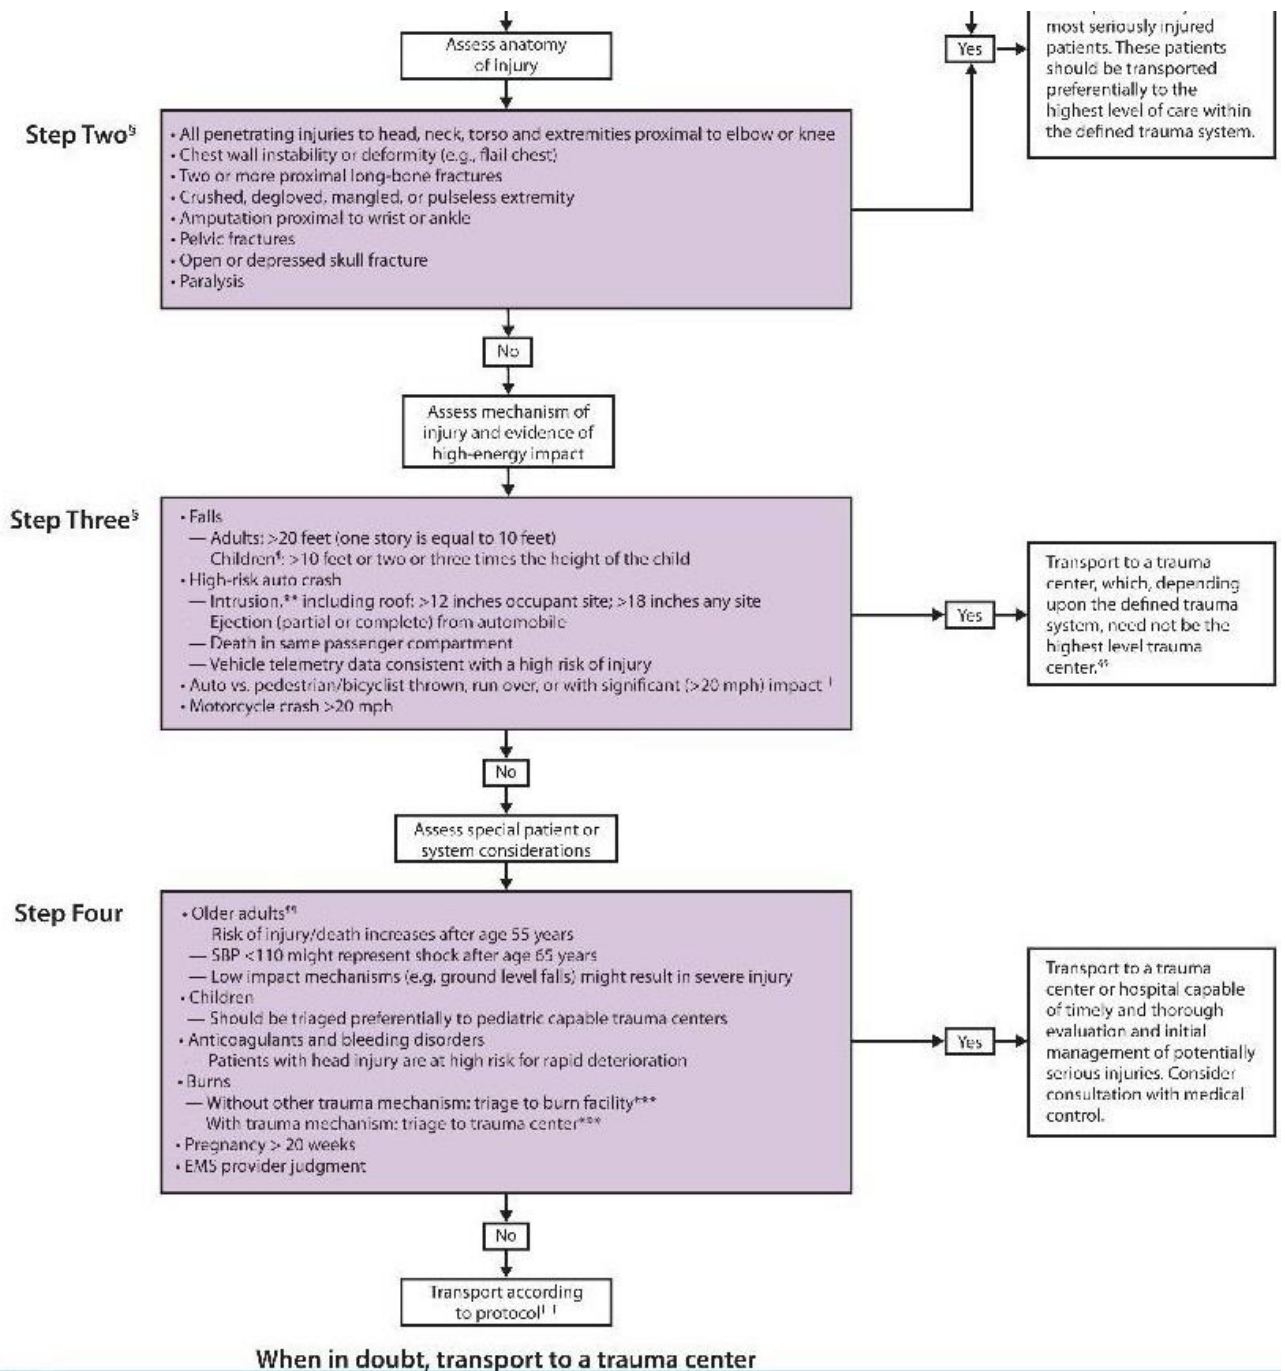 Assess anatomy
of injury
Yes
most seriously injured
patients. These patients
should be transported
preferentially to the
highest level of care within
the defined trauma system.
Step Two§
• All penetrating injuries to head, neck, torso and extremities proximal to elbow or knee
• Chest wall instability or deformity (e.g., flail chest)
• Two or more proximal long-bone fractures
• Crushed, degloved, mangled, or pulseless extremity
• Amputation proximal to wrist or ankle
• Pelvic fractures
• Open or depressed skull fracture
• Paralysis
No
Assess mechanism of
injury and evidence of
high-energy impact
Step Three§
• Falls
— Adults: >20 feet (one story is equal to 10 feet)
Children¶: >10 feet or two or three times the height of the child
• High-risk auto crash
— Intrusion,** including roof: >12 inches occupant site; >18 inches any site
Ejection (partial or complete) from automobile
— Death in same passenger compartment
— Vehicle telemetry data consistent with a high risk of injury
• Auto vs. pedestrian/bicyclist thrown, run over, or with significant (>20 mph) impact
• Motorcycle crash >20 mph
Yes
Transport to a trauma
center, which, depending
upon the defined trauma
system, need not be the
highest level trauma
center.§§
No
Assess special patient or
system considerations
Step Four
• Older adults¶¶
Risk of injury/death increases after age 55 years
— SBP <110 might represent shock after age 65 years
— Low impact mechanisms (e.g. ground level falls) might result in severe injury
• Children
— Should be triaged preferentially to pediatric capable trauma centers
• Anticoagulants and bleeding disorders
Patients with head injury are at high risk for rapid deterioration
• Burns
— Without other trauma mechanism: triage to burn facility***
With trauma mechanism: triage to trauma center***
• Pregnancy > 20 weeks
• EMS provider judgment
Yes
Transport to a trauma
center or hospital capable
of timely and thorough
evaluation and initial
management of potentially
serious injuries. Consider
consultation with medical
control.
No
Transport according
to protocol
When in doubt, transport to a trauma center